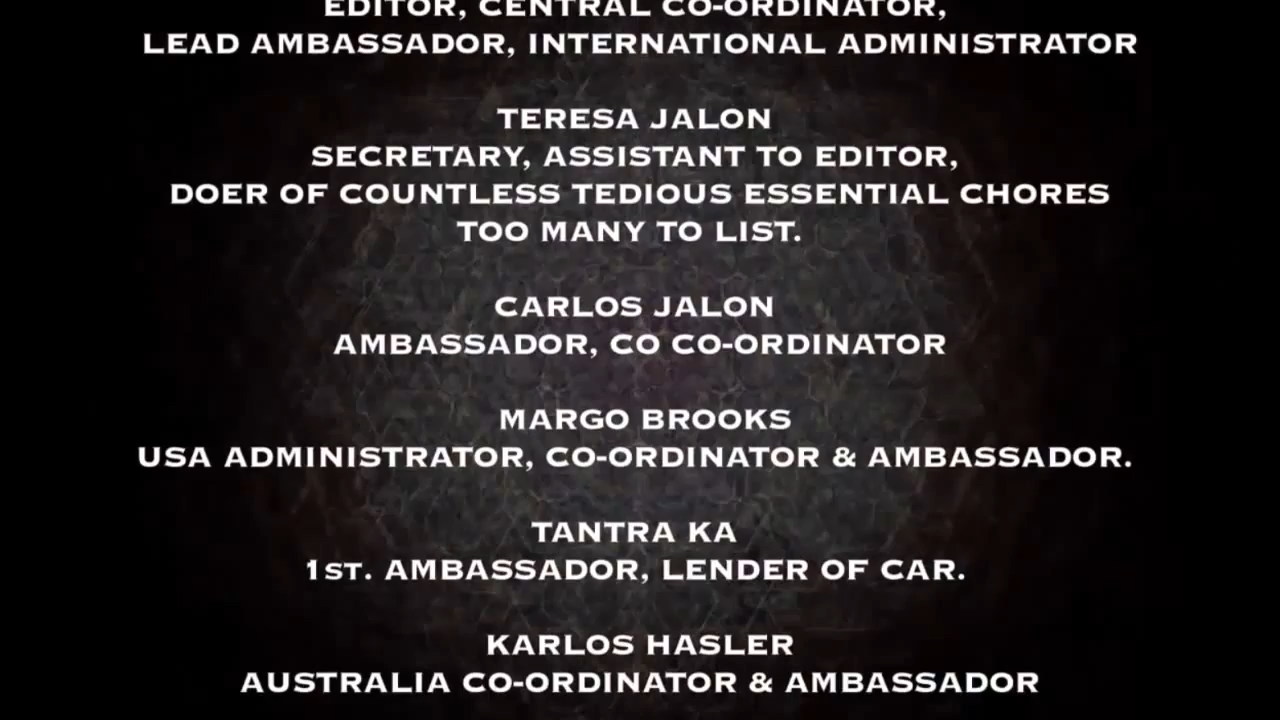 EDITOR, CENTRAL CO-ORDINATOR,
LEAD AMBASSADOR, INTERNATIONAL ADMINISTRATOR
TERESA JALON
SECRETARY, ASSISTANT TO EDITOR,
DOER OF COUNTLESS TEDIOUS ESSENTIAL CHORES
TOO MANY TO LIST.
CARLOS JALON
AMBASSADOR, CO CO-ORDINATOR
MARGO BROOKS
USA ADMINISTRATOR, CO-ORDINATOR & AMBASSADOR.
TANTRA KA
1ST. AMBASSADOR, LENDER OF CAR.
KARLOS HASLER
AUSTRALIA CO-ORDINATOR & AMBASSADOR